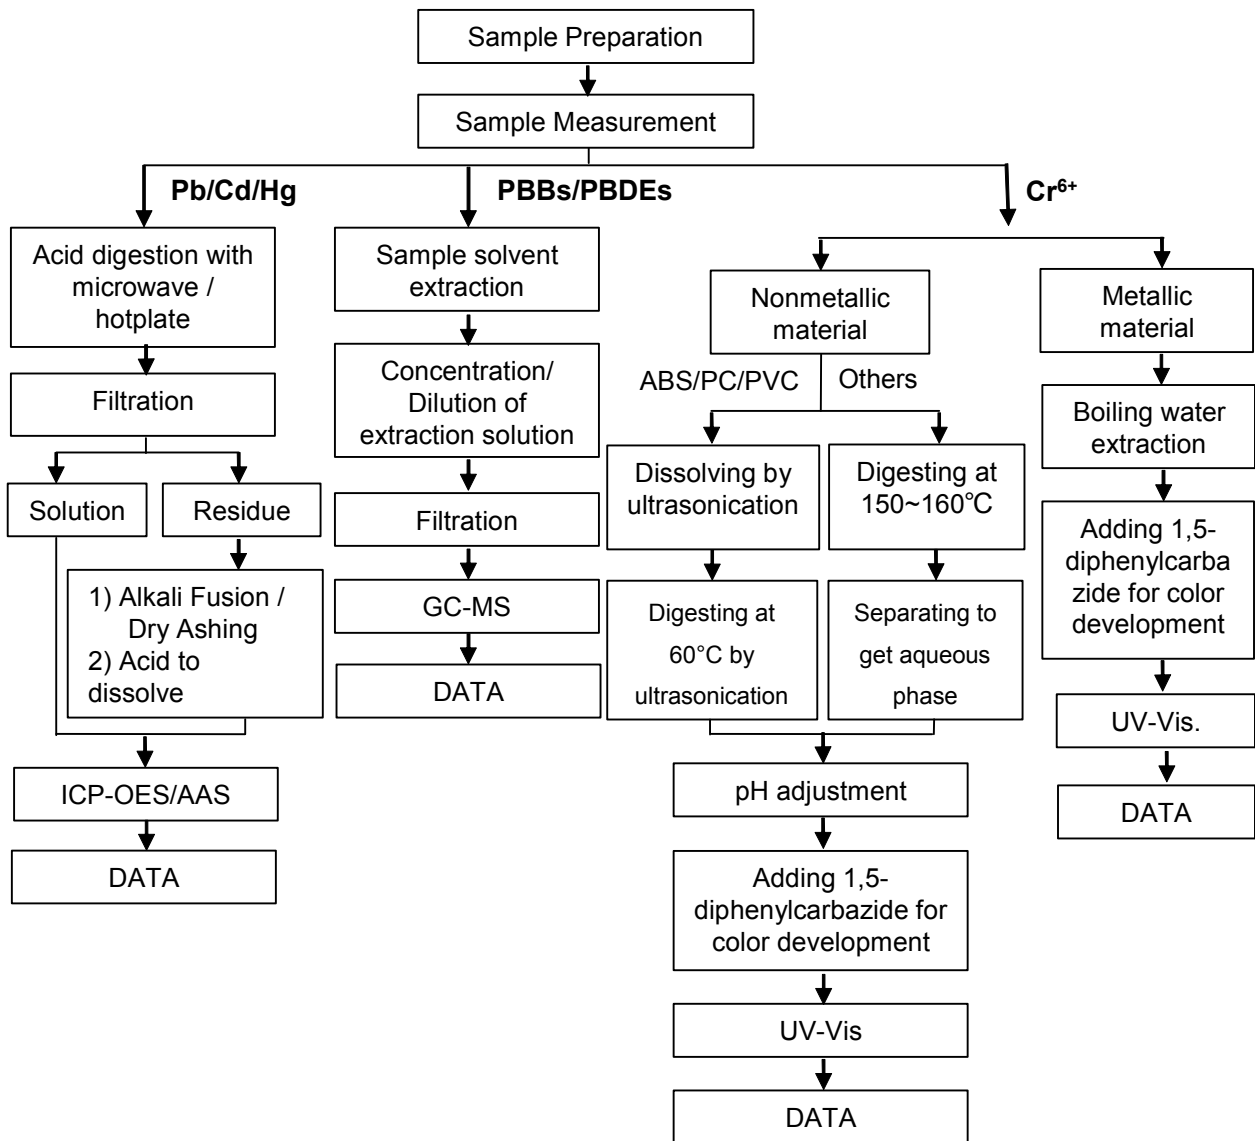 Sample Preparation
Sample Measurement
Pb/Cd/Hg
PBBs/PBDEs
Cr⁶⁺
Acid digestion with
microwave /
hotplate
Filtration
Solution
Residue
1) Alkali Fusion /
Dry Ashing
2) Acid to
dissolve
ICP-OES/AAS
DATA
Sample solvent
extraction
Concentration/
Dilution of
extraction solution
Filtration
GC-MS
DATA
Nonmetallic
material
ABS/PC/PVC
Others
Dissolving by
ultrasonication
Digesting at
60°C by
ultrasonication
Digesting at
150~160℃
Separating to
get aqueous
phase
pH adjustment
Adding 1,5-
diphenylcarbazide for
color development
UV-Vis
DATA
Metallic
material
Boiling water
extraction
Adding 1,5-
diphenylcarba
zide for color
development
UV-Vis.
DATA